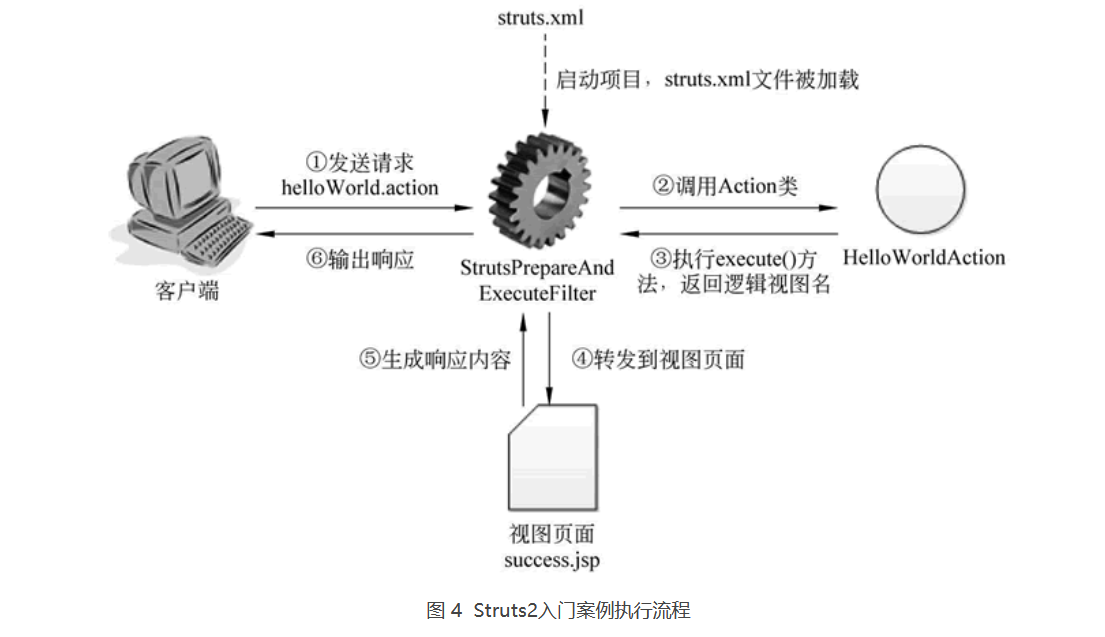 struts.xml
启动项目，struts.xml文件被加载
①发送请求
helloWorld.action
②调用Action类
⑥输出响应
客户端
StrutsPrepareAnd
ExecuteFilter
③执行execute()方
法，返回逻辑视图名
HelloWorldAction
⑤生成响应内容
④转发到视图页面
视图页面
success.jsp
图 4 Struts2入门案例执行流程